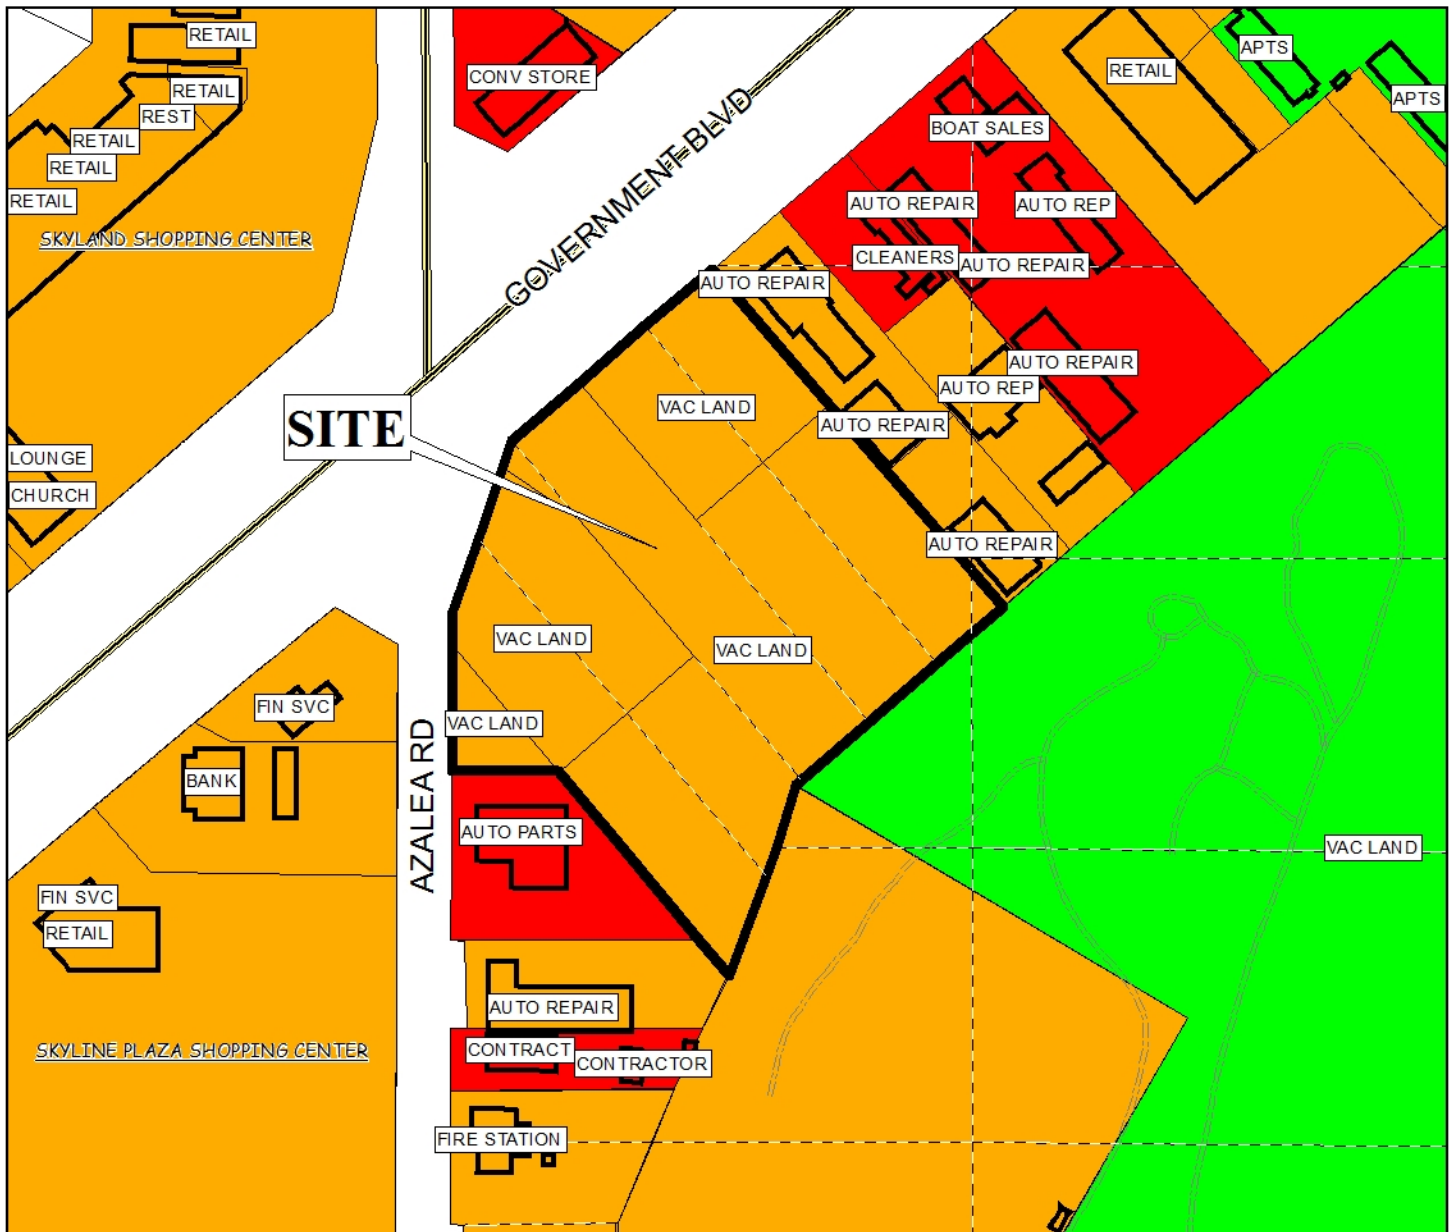 RETAIL
RETAIL
REST
RETAIL
RETAIL
RETAIL
SKYLAND SHOPPING CENTER
CONV STORE
GOVERNMENT BLVD
RETAIL
APTS
APTS
BOAT SALES
AUTO REPAIR
AUTO REP
CLEANERS
AUTO REPAIR
AUTO REPAIR
AUTO REPAIR
AUTO REP
VAC LAND
AUTO REPAIR
SITE
LOUNGE
CHURCH
AUTO REPAIR
VAC LAND
VAC LAND
FIN SVC
VAC LAND
BANK
AZALEA RD
AUTO PARTS
VAC LAND
FIN SVC
RETAIL
AUTO REPAIR
SKYLINE PLAZA SHOPPING CENTER
CONTRACT
CONTRACTOR
FIRE STATION